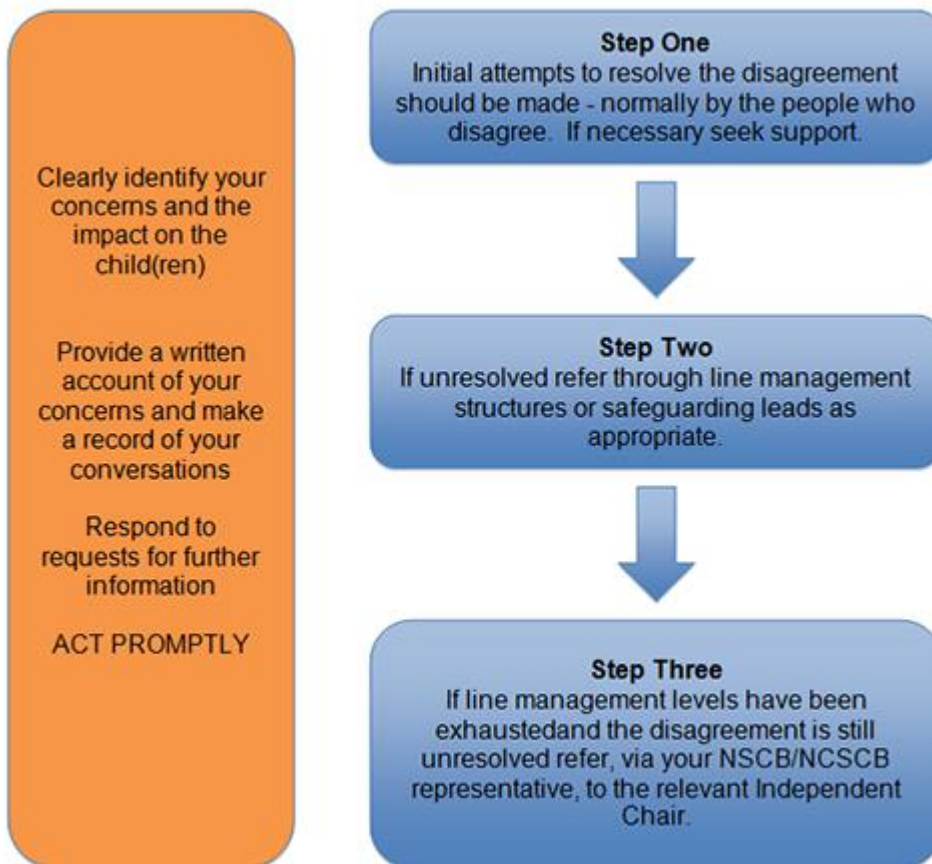 Clearly identify your
concerns and the
impact on the
child(ren)
Provide a written
account of your
concerns and make
a record of your
conversations
Respond to
requests for further
information
ACT PROMPTLY
Step One
Initial attempts to resolve the disagreement
should be made - normally by the people who
disagree. If necessary seek support.
Step Two
If unresolved refer through line management
structures or safeguarding leads as
appropriate.
Step Three
If line management levels have been
exhaustedand the disagreement is still
unresolved refer, via your NSCB/NCSCB
representative, to the relevant Independent
Chair.